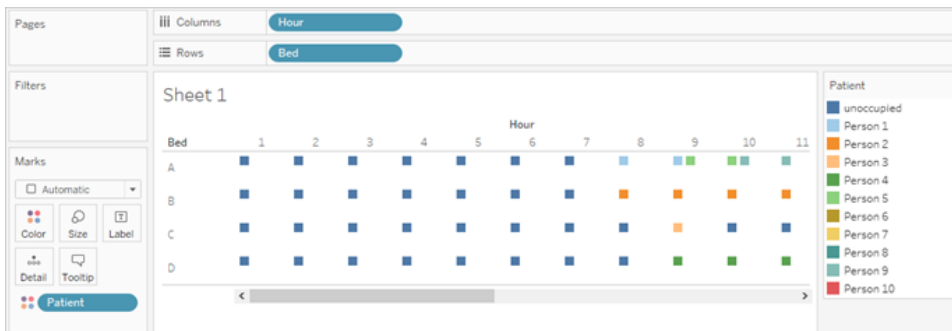 Pages
Columns
Hour
Rows
Bed
Filters
Marks
Automatic
Color
Size
Label
Detail
Tooltip
Patient
Sheet 1
Hour
Bed 1 2 3 4 5 6 7 8 9 10 11
A
B
C
D
Patient
unoccupied
Person 1
Person 2
Person 3
Person 4
Person 5
Person 6
Person 7
Person 8
Person 9
Person 10